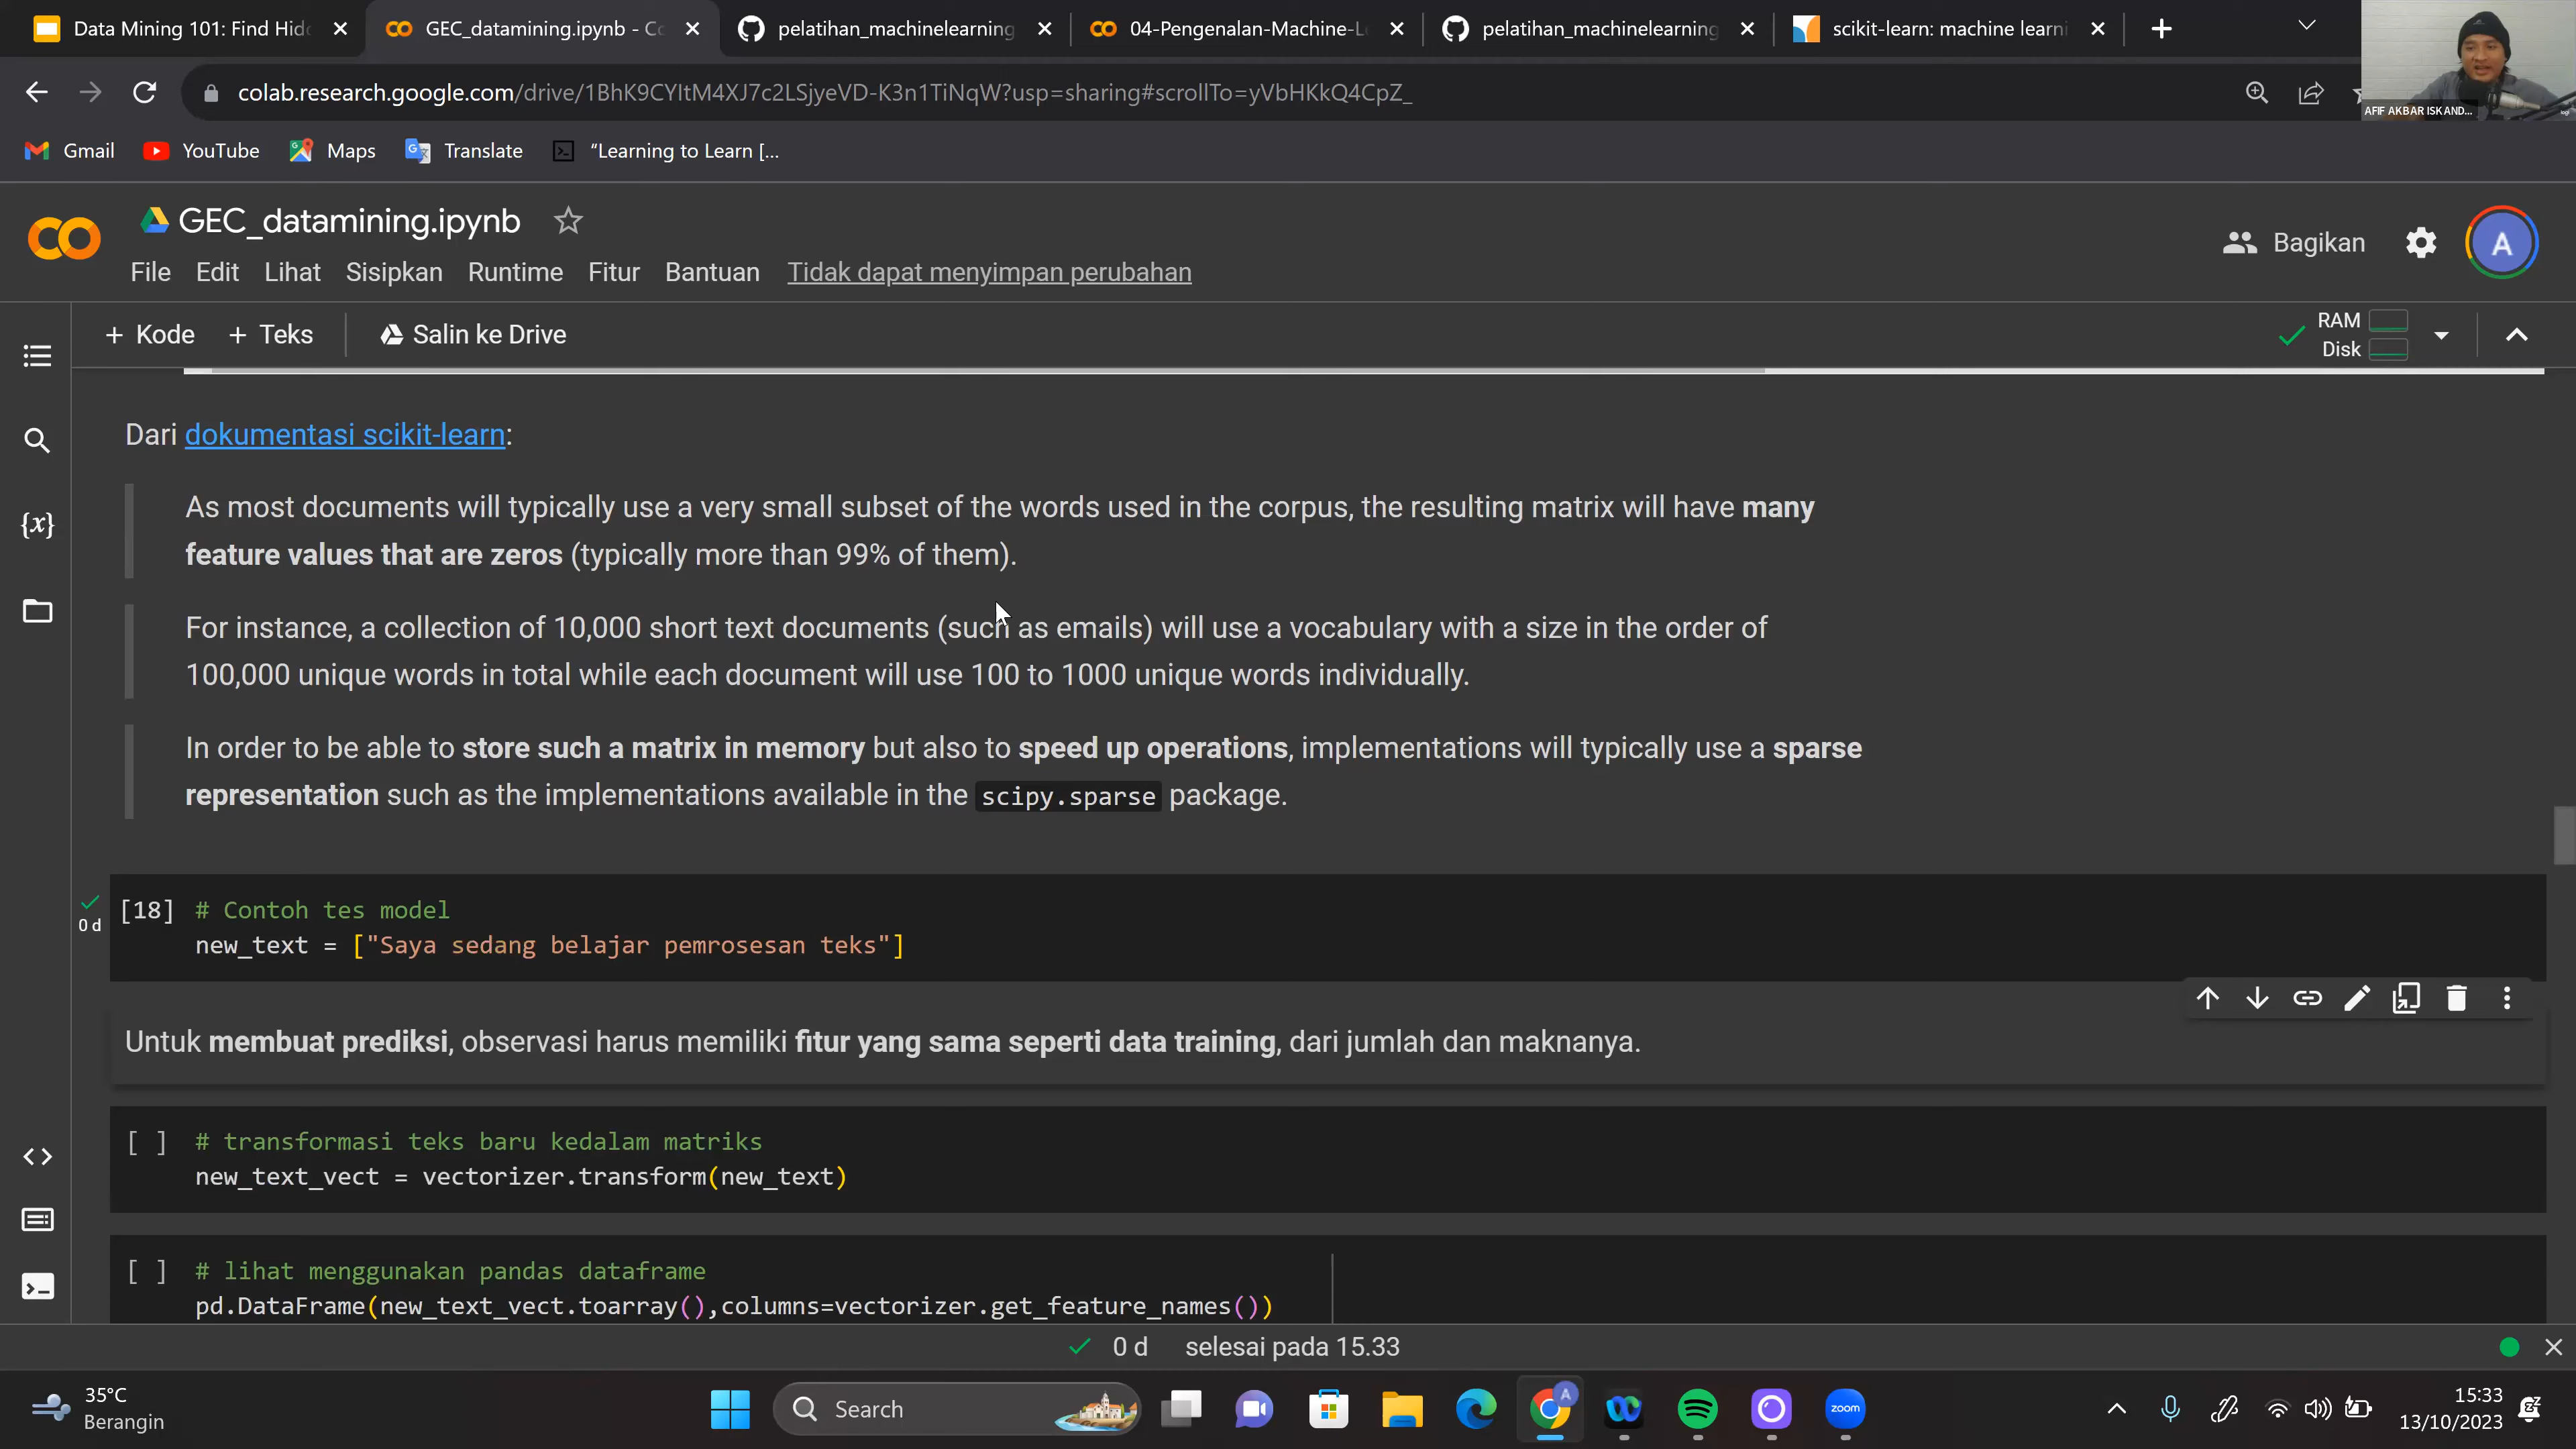 Data Mining 101: Find Hid
GEC_datamining.ipynb - Co
pelatihan_machinelearning
04-Pengenalan-Machine-L
pelatihan_machinelearning
scikit-learn: machine learni
colab.research.google.com/drive/1BhK9CYItM4XJ7c2LSjyeVD-K3n1TiNqW?usp=sharing#scrollTo=yVbHKkQ4CpZ_
AFIF AKBAR ISKAND...
Gmail
YouTube
Maps
Translate
“Learning to Learn [...
GEC_datamining.ipynb
Bagikan
A
File Edit Lihat Sisipkan Runtime Fitur Bantuan Tidak dapat menyimpan perubahan
+ Kode + Teks Salin ke Drive
RAM
Disk
Dari dokumentasi scikit-learn:
As most documents will typically use a very small subset of the words used in the corpus, the resulting matrix will have many
feature values that are zeros (typically more than 99% of them).
For instance, a collection of 10,000 short text documents (such as emails) will use a vocabulary with a size in the order of
100,000 unique words in total while each document will use 100 to 1000 unique words individually.
In order to be able to store such a matrix in memory but also to speed up operations, implementations will typically use a sparse
representation such as the implementations available in the scipy.sparse package.
[18] # Contoh tes model
0 d
new_text = ["Saya sedang belajar pemrosesan teks"]
Untuk membuat prediksi, observasi harus memiliki fitur yang sama seperti data training, dari jumlah dan maknanya.
[ ] # transformasi teks baru kedalam matriks
new_text_vect = vectorizer.transform(new_text)
[ ] # lihat menggunakan pandas dataframe
pd.DataFrame(new_text_vect.toarray(),columns=vectorizer.get_feature_names())
0 d selesai pada 15.33
35°C
Berangin
Search
A
zoom
15:33
13/10/2023